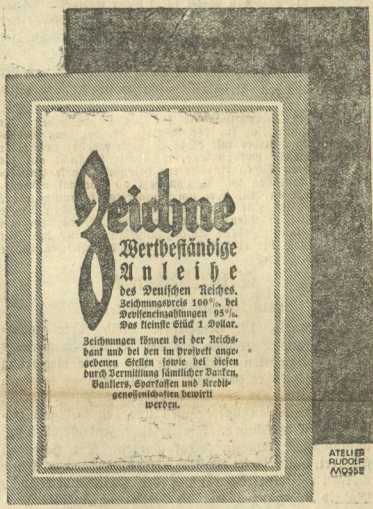 Zeichne
Wertbeständige
Anleihe
des Deutschen Reiches.
Zeichnungspreis 100%, bei
Deviseneinzahlungen 95%.
Das kleinste Stück 1 Dollar.
Zeichnungen können bei der Reichs-
bank und bei den im Prospekt ange-
gebenen Stellen sowie bei diesen
durch Vermittlung sämtlicher Banken,
Bankiers, Sparkassen und Kredit-
genossenschaften bewirkt
werden.
ATELIER
RUDOLF
MOSSE